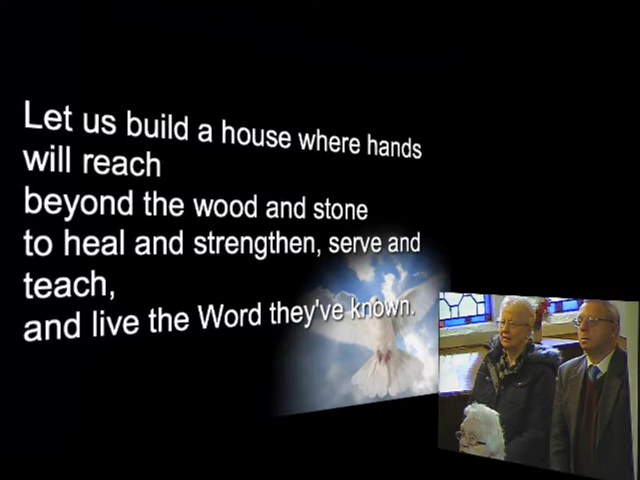 Let us build a house where hands
will reach
beyond the wood and stone
to heal and strengthen, serve and
teach,
and live the Word they've known.